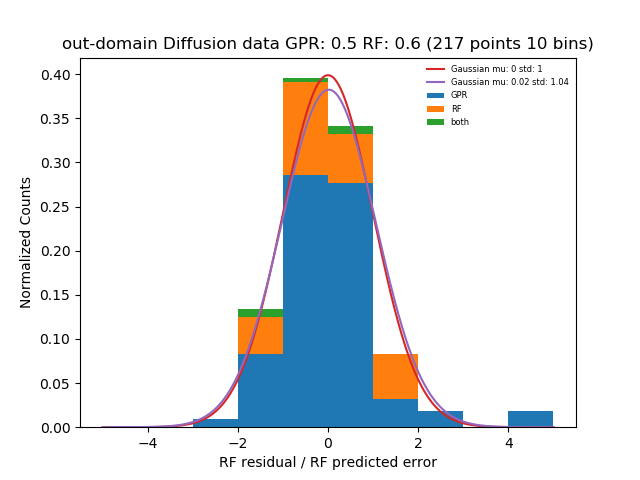 out-domain Diffusion data GPR: 0.5 RF: 0.6 (217 points 10 bins)
Gaussian mu: 0 std: 1
Gaussian mu: 0.02 std: 1.04
GPR
RF
both
Normalized Counts
0.40
0.35
0.30
0.25
0.20
0.15
0.10
0.05
0.00
−4 −2 0 2 4
RF residual / RF predicted error